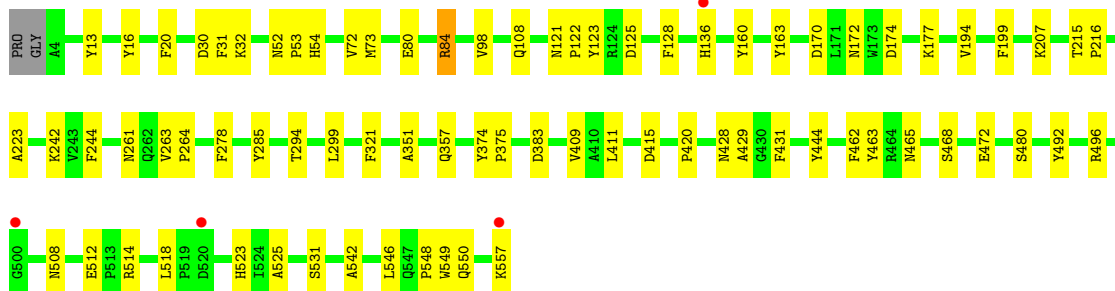 PRO GLY A4 Y13 Y16 F20 D30 F31 K32 N52 P53 H54 V72 M73 E80 R84 V98 Q108 N121 P122 Y123 R124 D125 F128 H136 Y160 Y163 D170 L171 N172 W173 D174 K177 V194 F199 K207 T215 P216
A223 K242 V243 F244 N261 Q262 V263 P264 F278 Y285 T294 L299 F321 A351 Q357 Y374 P375 D383 V409 A410 L411 D415 P420 N428 A429 G430 F431 Y444 F462 Y463 R464 N465 S468 E472 S480 Y492 R496
G500 N508 E512 P513 R514 L518 P519 D520 H523 I524 A525 S531 A542 L546 Q547 P548 W549 Q550 K557